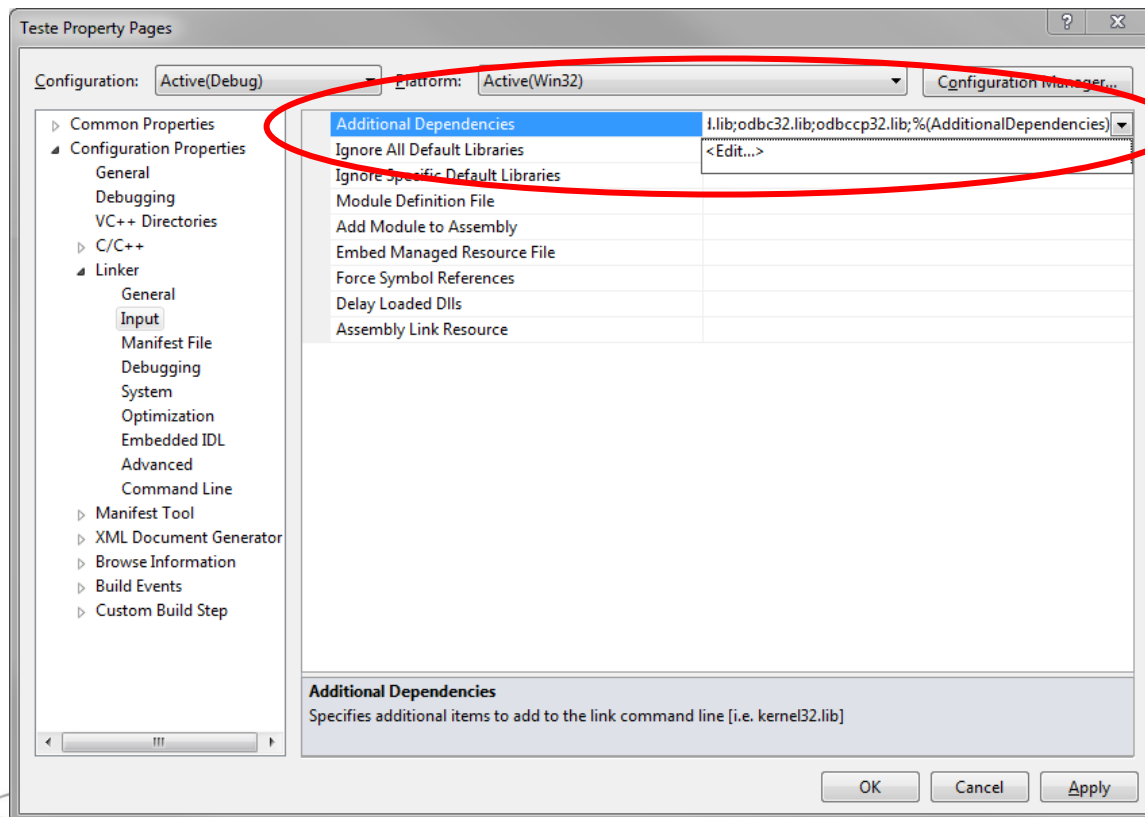 Teste Property Pages
Configuration: Active(Debug) Platform: Active(Win32) Configuration Manager...
Common Properties
Configuration Properties
General
Debugging
VC++ Directories
C/C++
Linker
General
Input
Manifest File
Debugging
System
Optimization
Embedded IDL
Advanced
Command Line
Manifest Tool
XML Document Generator
Browse Information
Build Events
Custom Build Step
Additional Dependencies .lib;odbc32.lib;odbccp32.lib;%(AdditionalDependencies)
Ignore All Default Libraries <Edit...>
Ignore Specific Default Libraries
Module Definition File
Add Module to Assembly
Embed Managed Resource File
Force Symbol References
Delay Loaded Dlls
Assembly Link Resource
Additional Dependencies
Specifies additional items to add to the link command line [i.e. kernel32.lib]
OK Cancel Apply